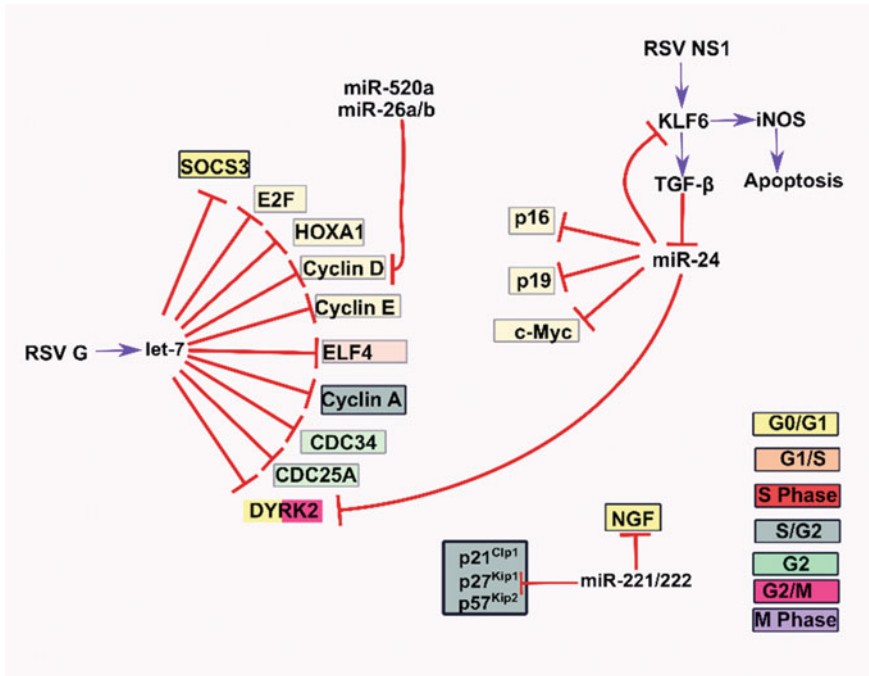 RSV NS1
miR-520a
miR-26a/b
KLF6
iNOS
SOCS3
TGF-β
Apoptosis
E2F
p16
HOXA1
Cyclin D
miR-24
p19
Cyclin E
c-Myc
RSV G
let-7
ELF4
Cyclin A
CDC34
CDC25A
DYRK2
NGF
p21Clp1
p27Kip1
p57Kip2
miR-221/222
G0/G1
G1/S
S Phase
S/G2
G2
G2/M
M Phase